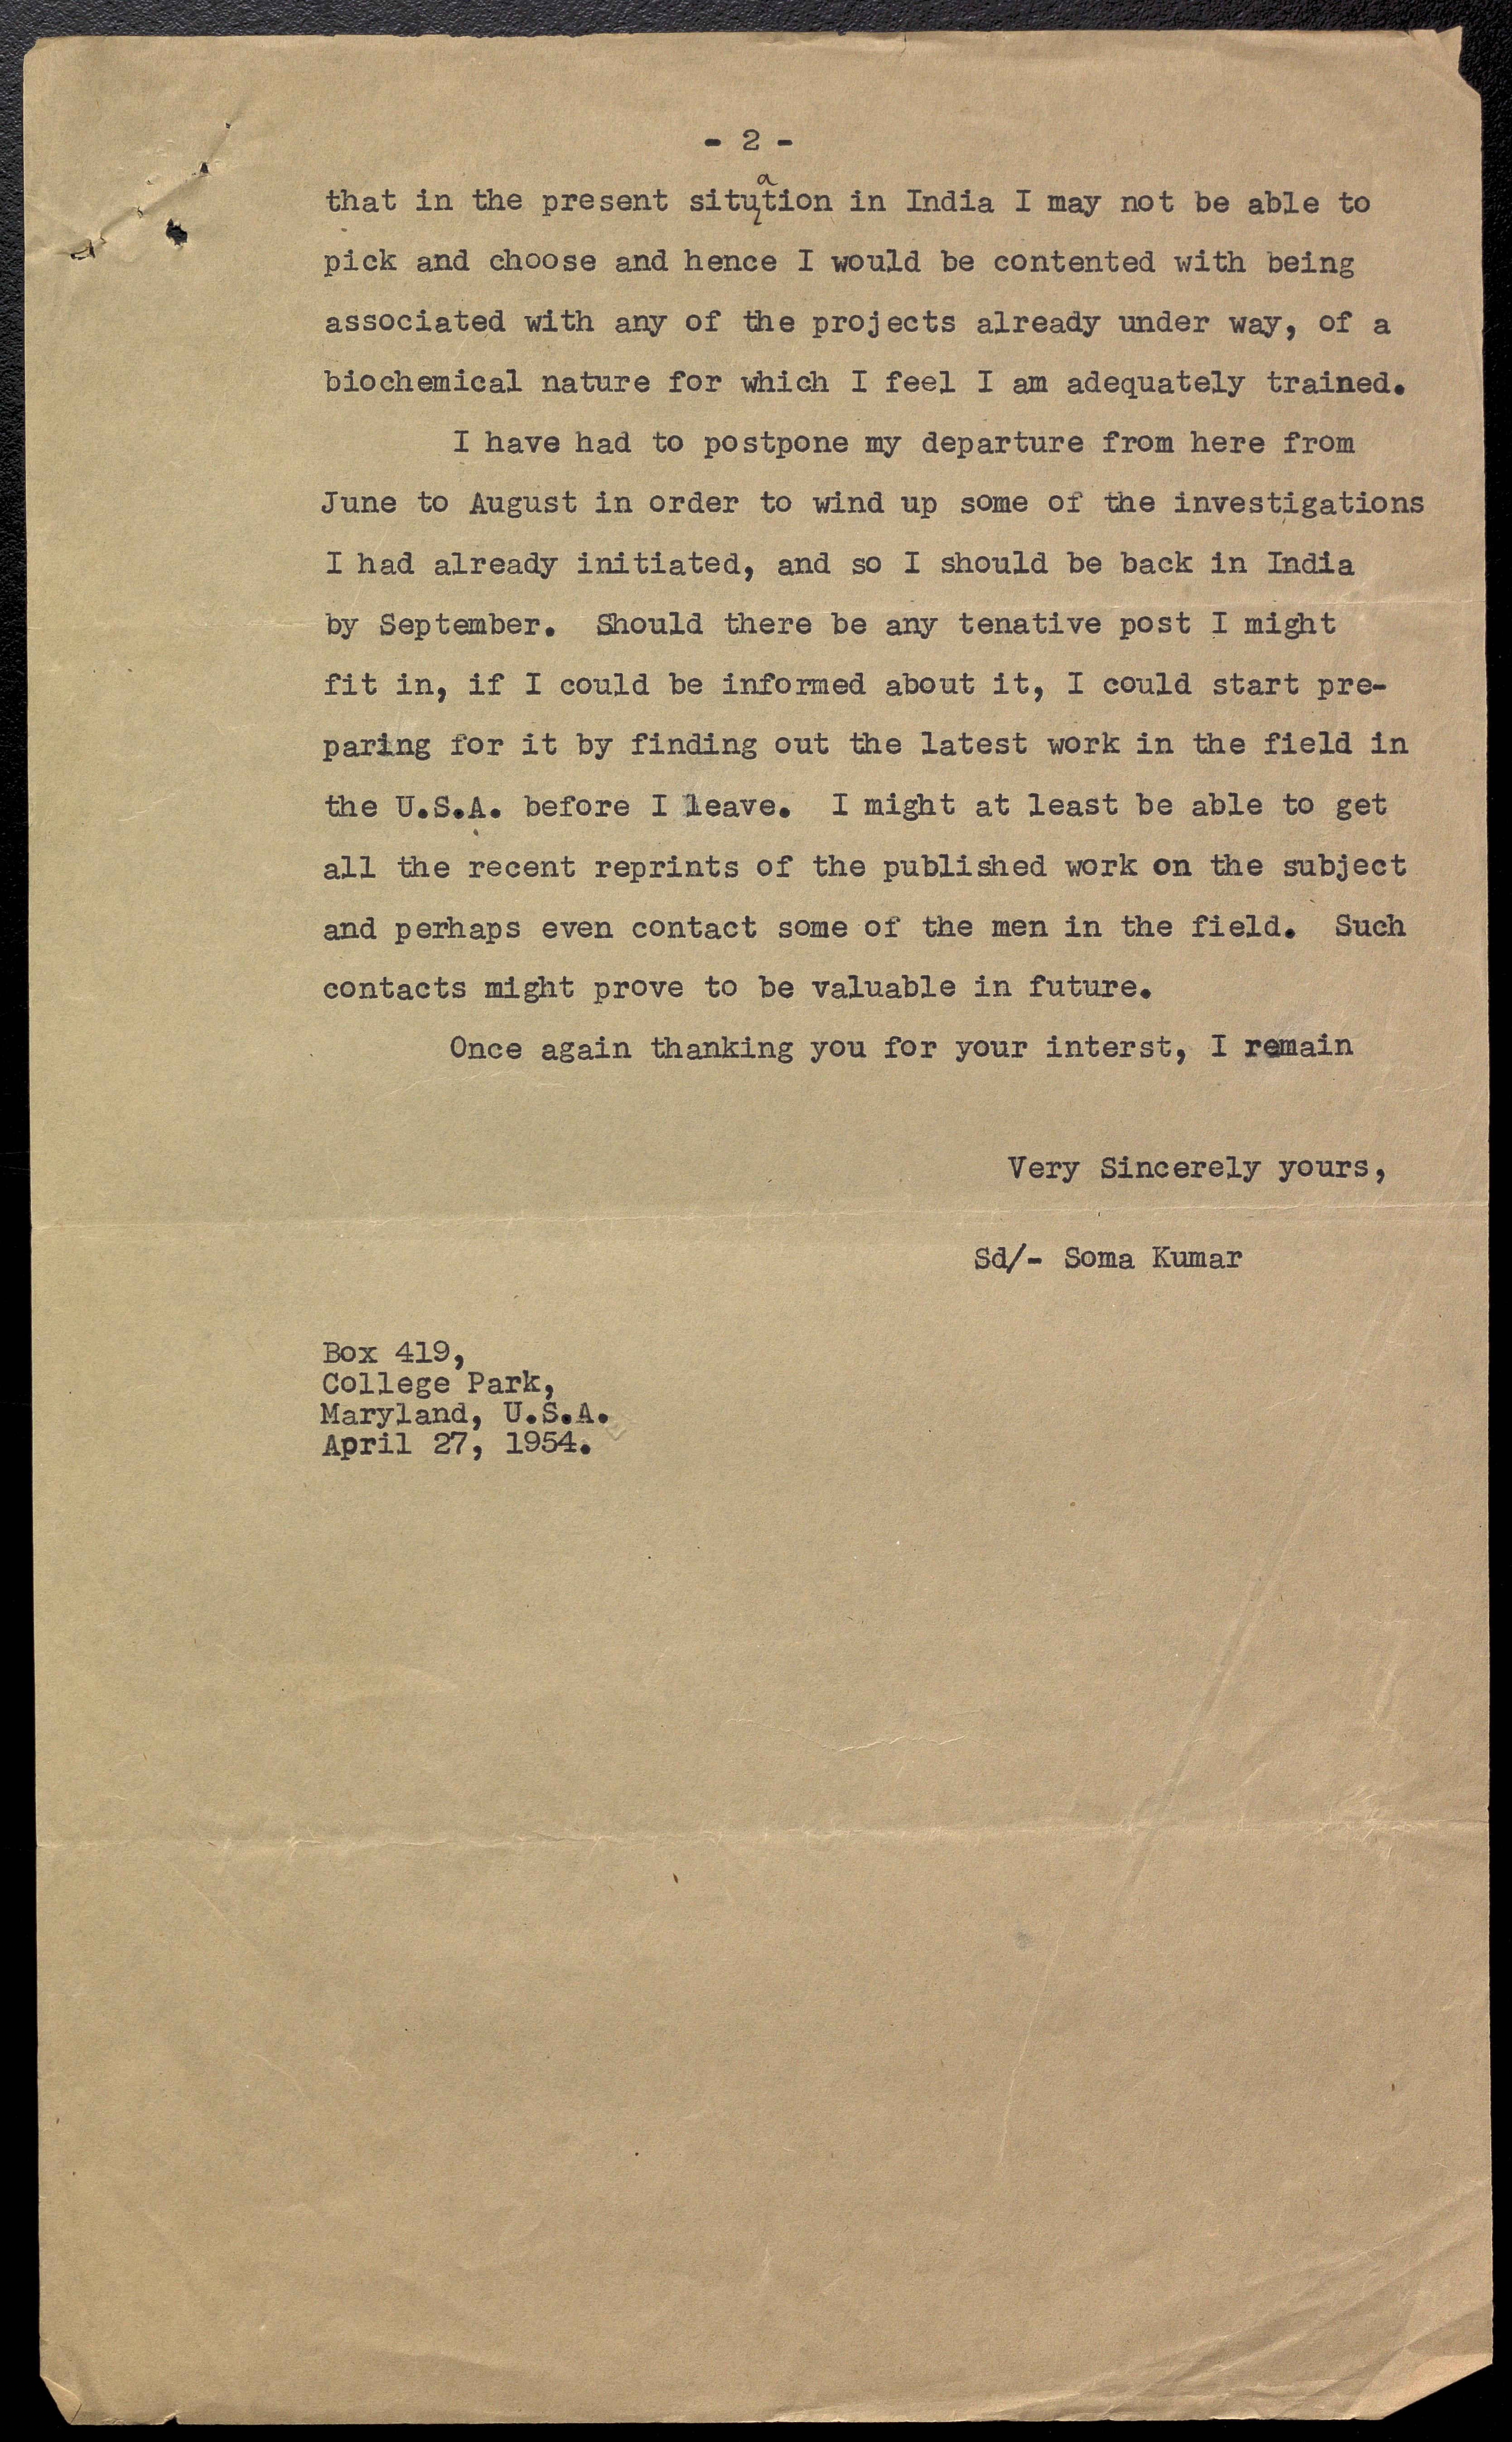 - 2 -
that in the present situation in India I may not be able to
pick and choose and hence I would be contented with being
associated with any of the projects already under way, of a
biochemical nature for which I feel I am adequately trained.
I have had to postpone my departure from here from
June to August in order to wind up some of the investigations
I had already initiated, and so I should be back in India
by September. Should there be any tenative post I might
fit in, if I could be informed about it, I could start pre-
paring for it by finding out the latest work in the field in
the U.S.A. before I leave. I might at least be able to get
all the recent reprints of the published work on the subject
and perhaps even contact some of the men in the field. Such
contacts might prove to be valuable in future.
Once again thanking you for your interst, I remain
Very Sincerely yours,
Sd/- Soma Kumar
Box 419,
College Park,
Maryland, U.S.A.
April 27, 1954.